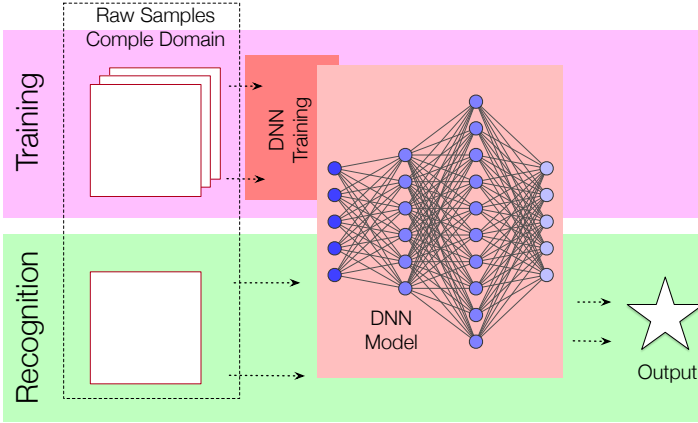 Raw Samples
Comple Domain
Training
DNN
Training
Recognition
DNN
Model
Output